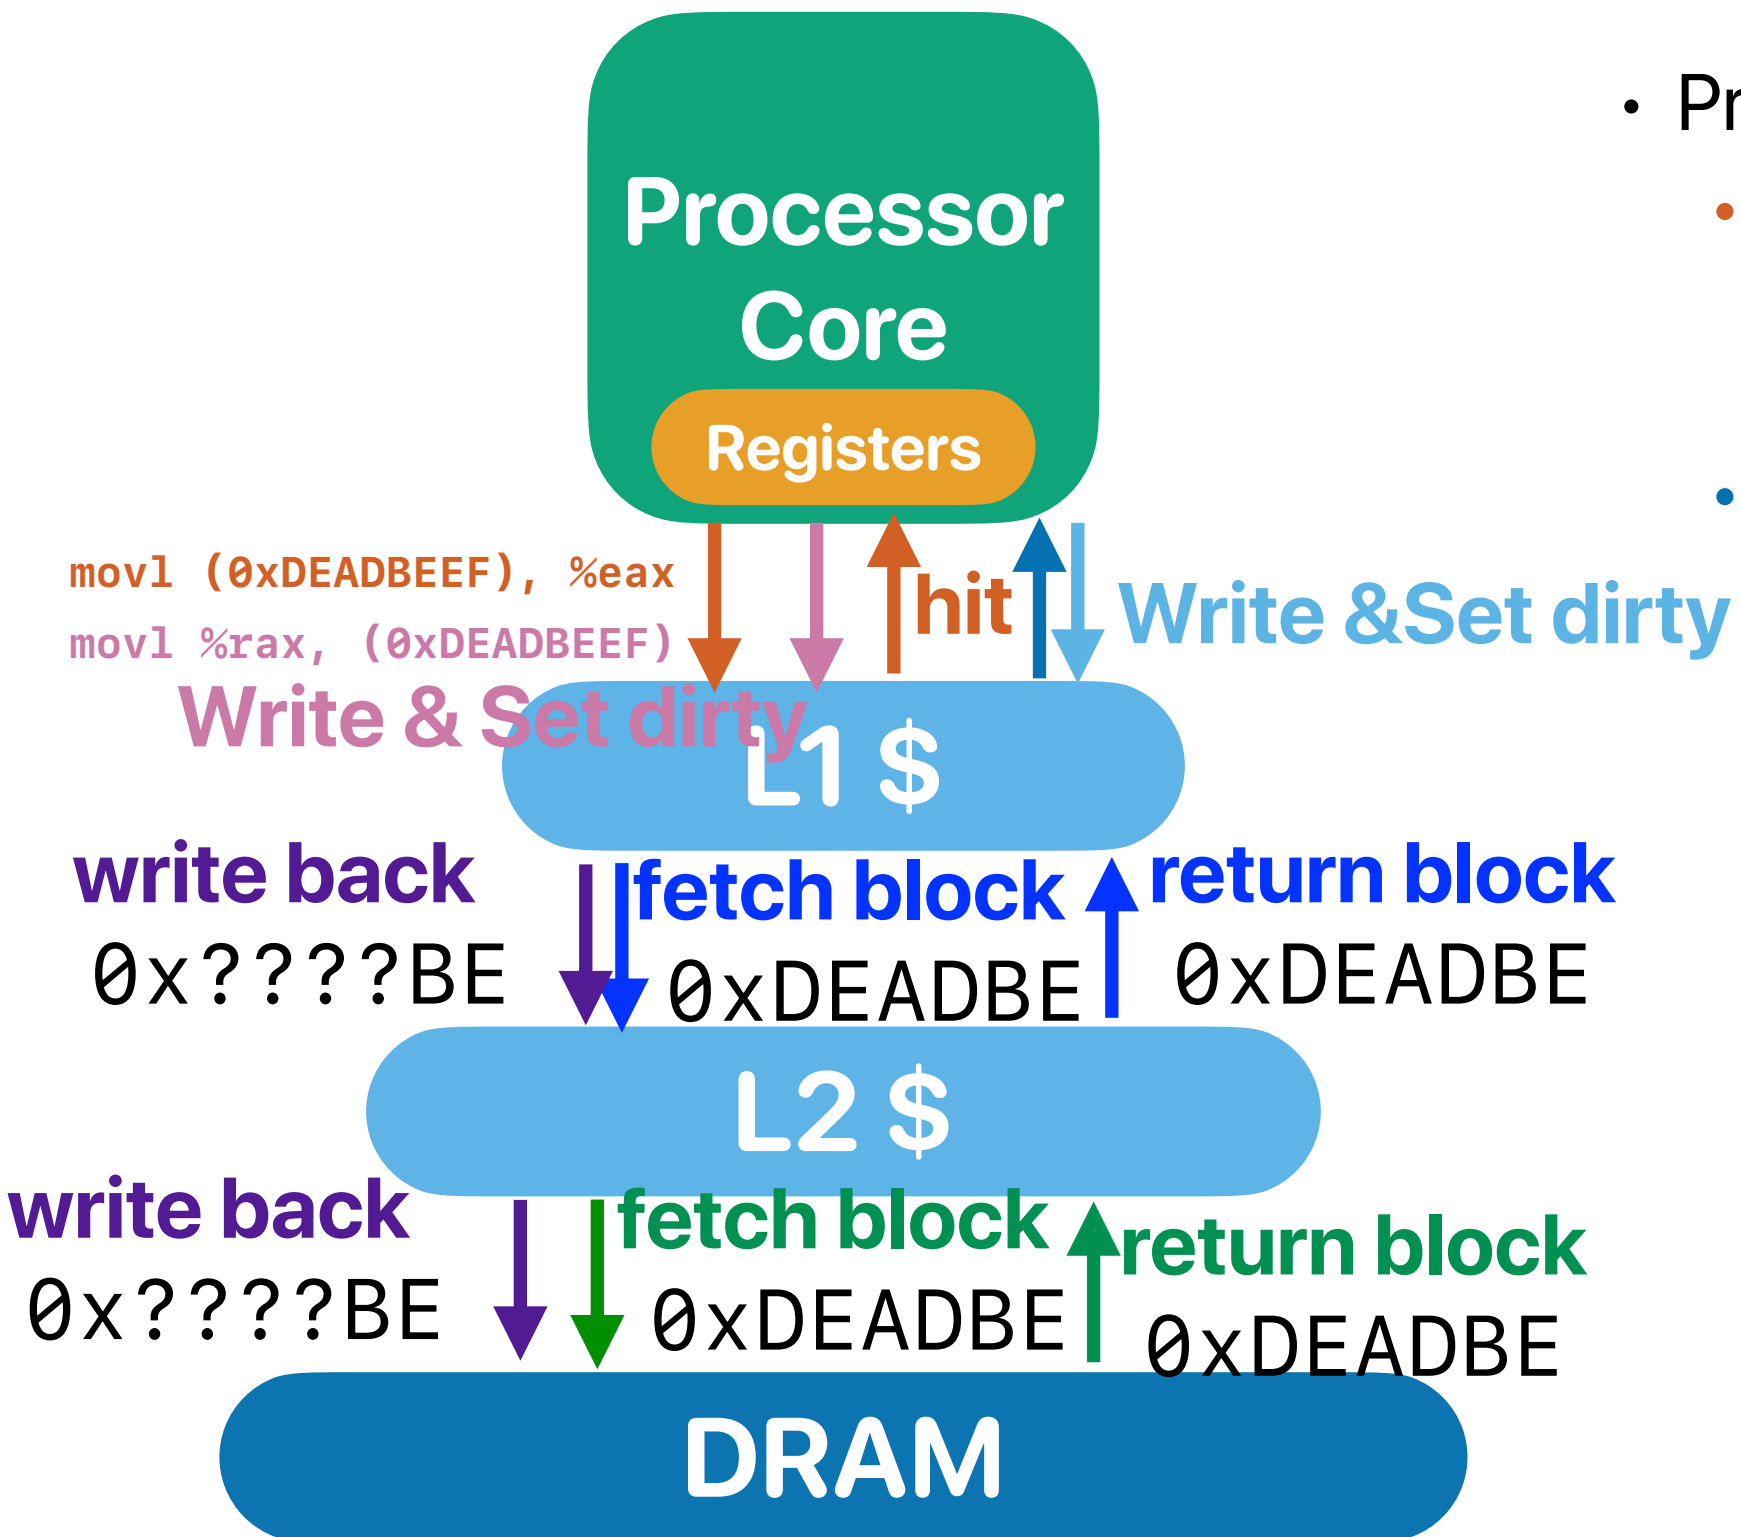 • Pr
Processor
Core
Registers
movl (0xDEADBEEF), %eax
hit
Write &Set dirty
movl %rax, (0xDEADBEEF)
Write & Set dirty
L1 $
write back
fetch block
return block
0x????BE
0xDEADBE
0xDEADBE
L2 $
write back
fetch block
return block
0x????BE
0xDEADBE
0xDEADBE
DRAM